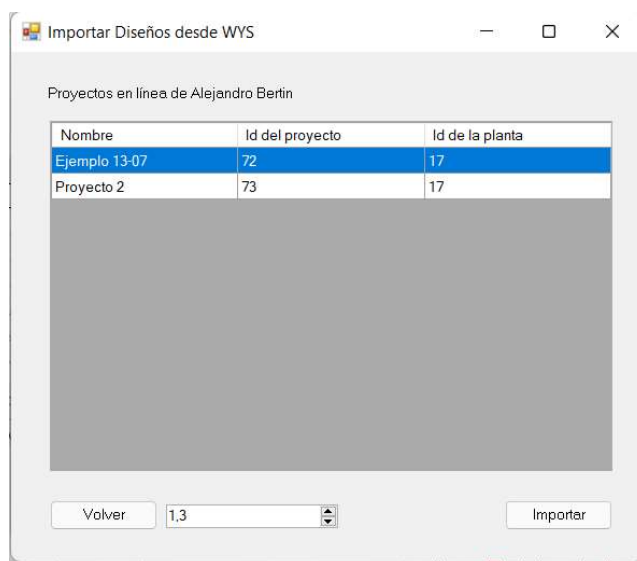 Importar Diseños desde WYS
Proyectos en línea de Alejandro Bertin
Nombre Id del proyecto Id de la planta
Ejemplo 13-07 72 17
Proyecto 2 73 17
Volver 1,3 Importar